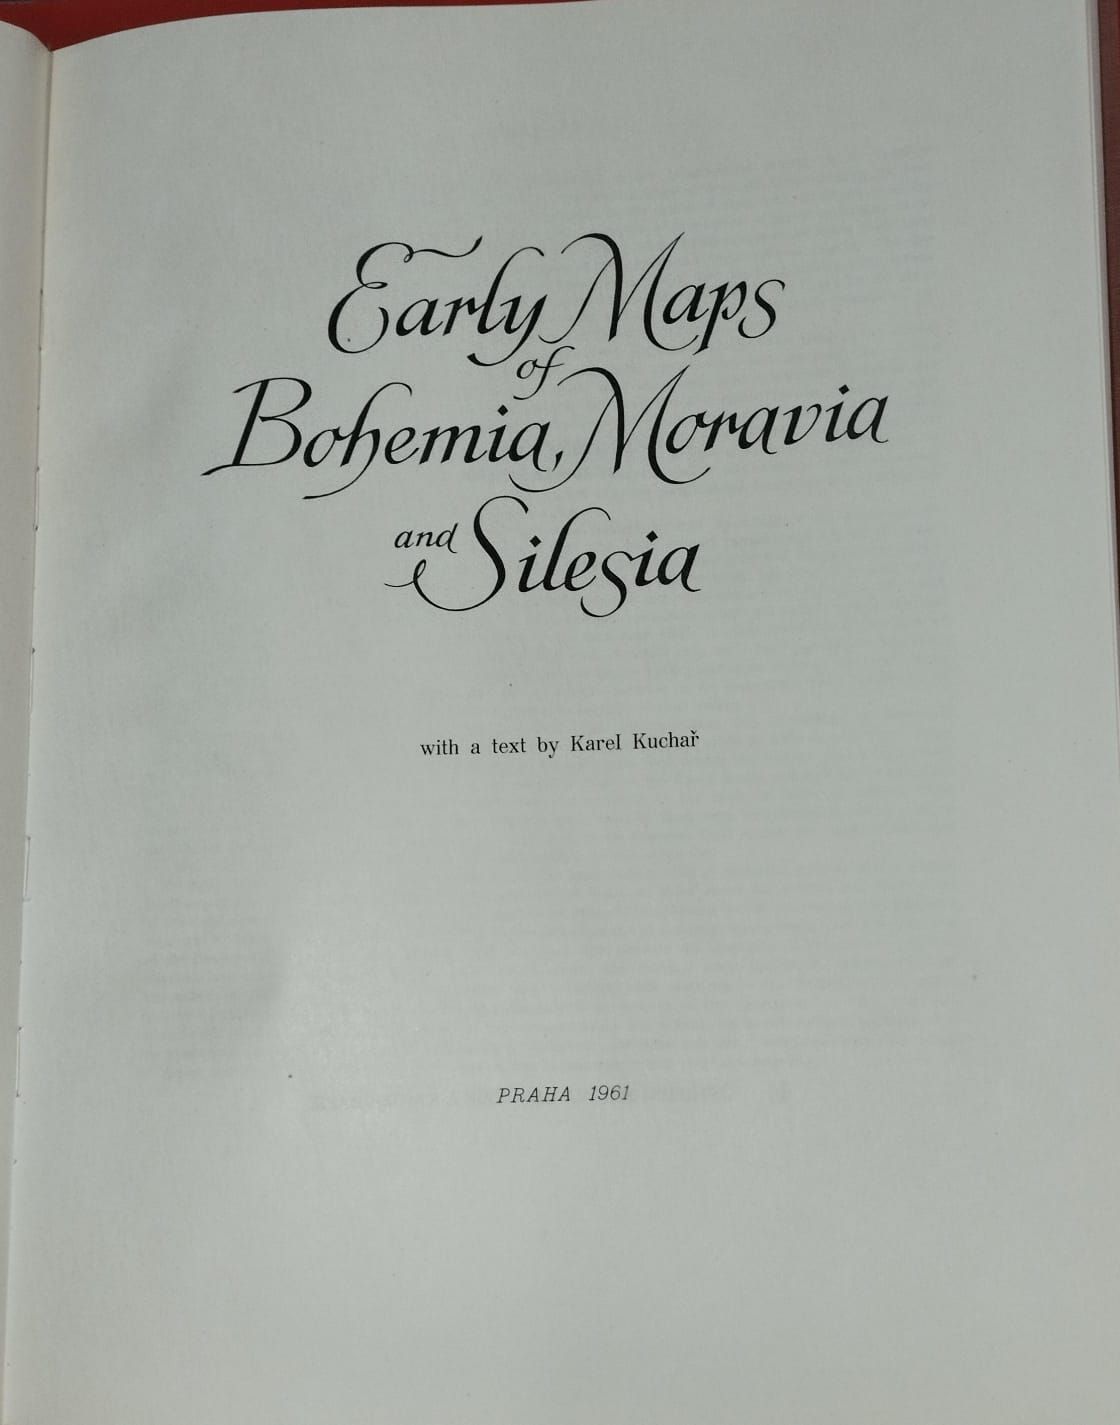 Early Maps
of
Bohemia, Moravia
and Silesia
with a text by Karel Kuchař
PRAHA 1961